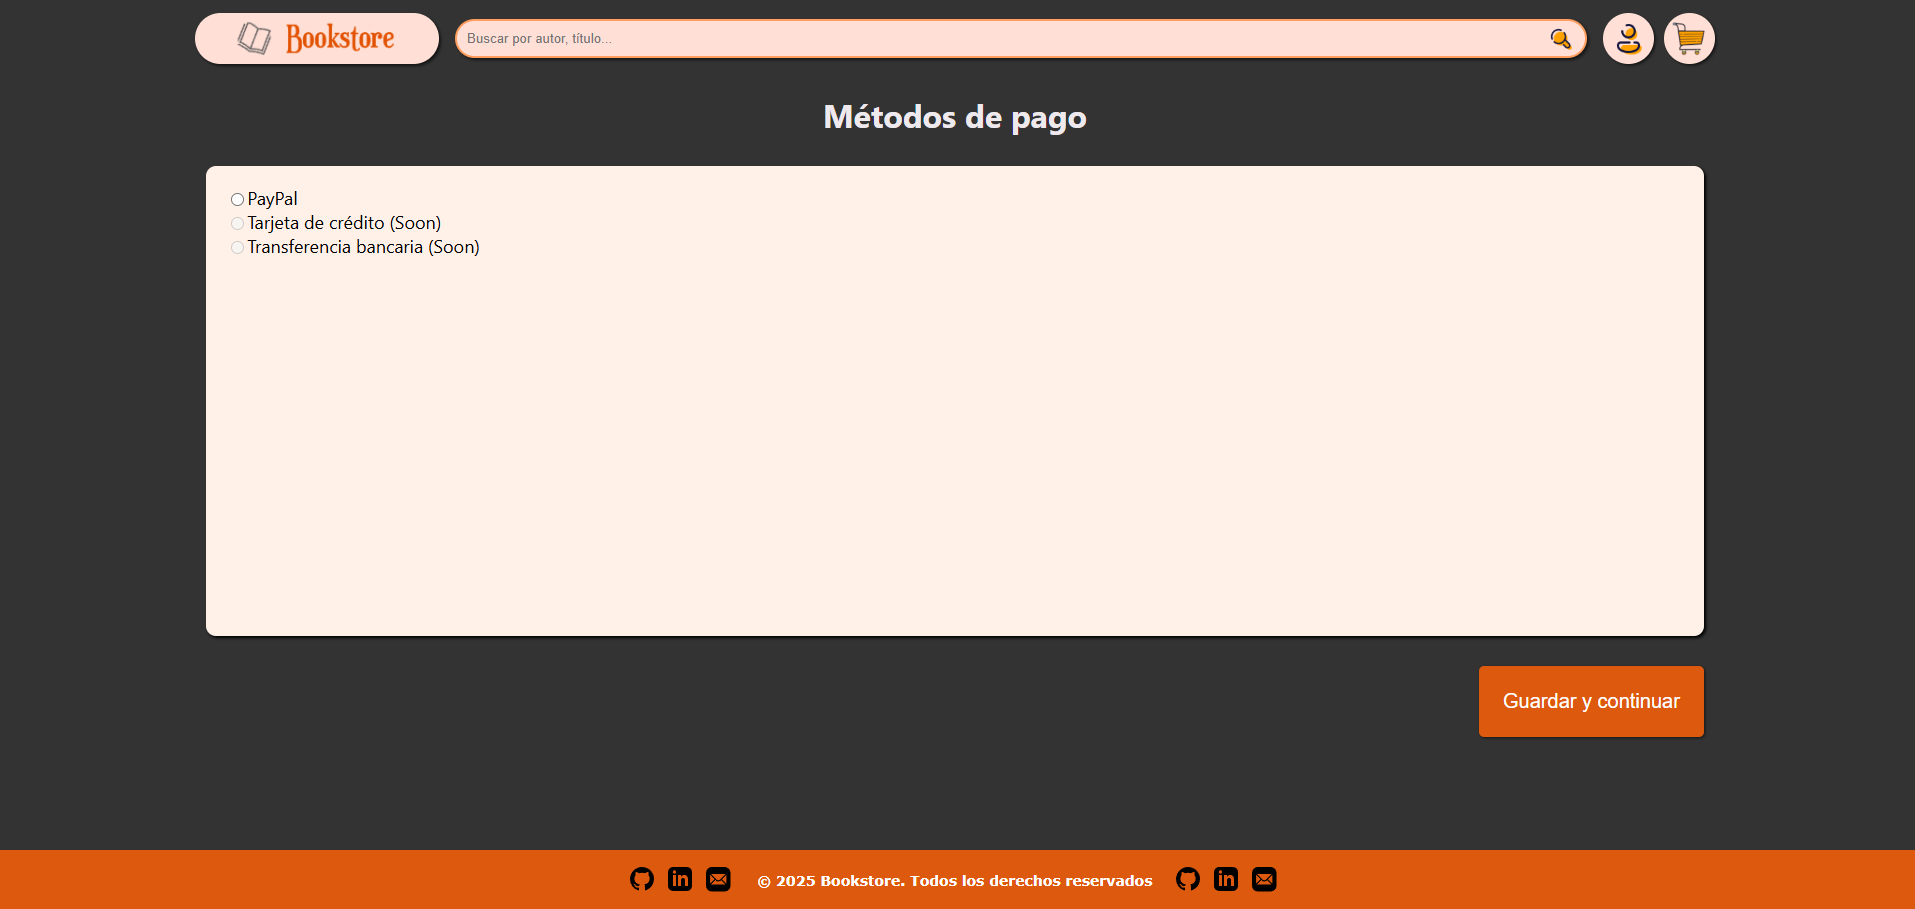 Bookstore
Buscar por autor, título...
Métodos de pago
PayPal
Tarjeta de crédito (Soon)
Transferencia bancaria (Soon)
Guardar y continuar
© 2025 Bookstore. Todos los derechos reservados